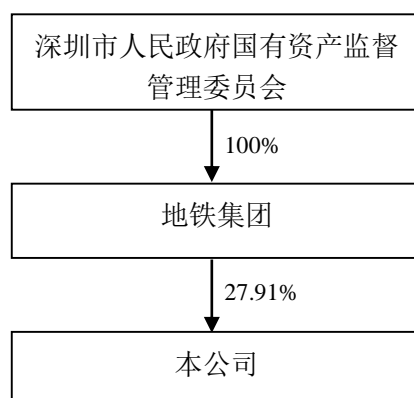 深圳市人民政府国有资产监督
管理委员会
100%
地铁集团
27.91%
本公司